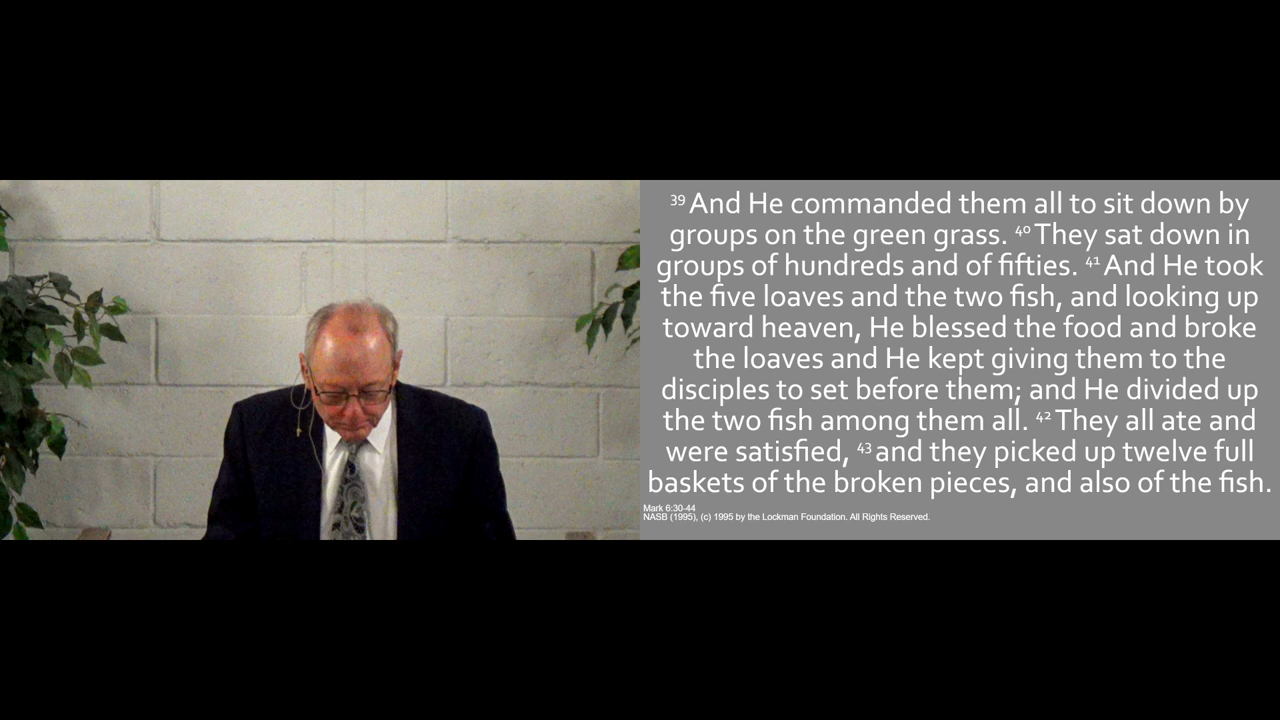 39 And He commanded them all to sit down by
groups on the green grass. 40 They sat down in
groups of hundreds and of fifties. 41 And He took
the five loaves and the two fish, and looking up
toward heaven, He blessed the food and broke
the loaves and He kept giving them to the
disciples to set before them; and He divided up
the two fish among them all. 42 They all ate and
were satisfied, 43 and they picked up twelve full
baskets of the broken pieces, and also of the fish.
Mark 6:30-44
NASB (1995), (c) 1995 by the Lockman Foundation. All Rights Reserved.